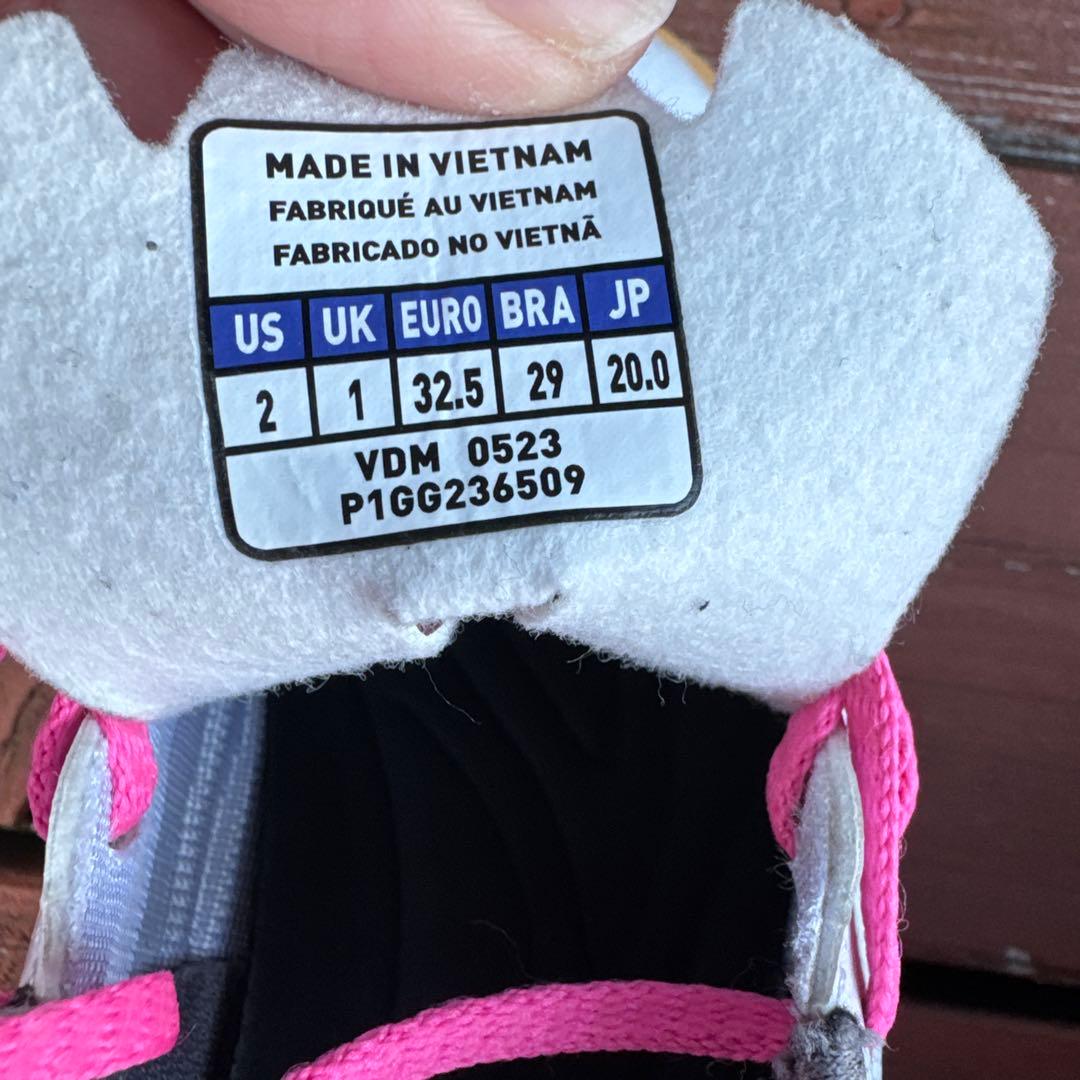 MADE IN VIETNAM
FABRIQUÉ AU VIETNAM
FABRICADO NO VIETNÃ
US UK EURO BRA JP
2 1 32.5 29 20.0
VDM 0523
P1GG236509